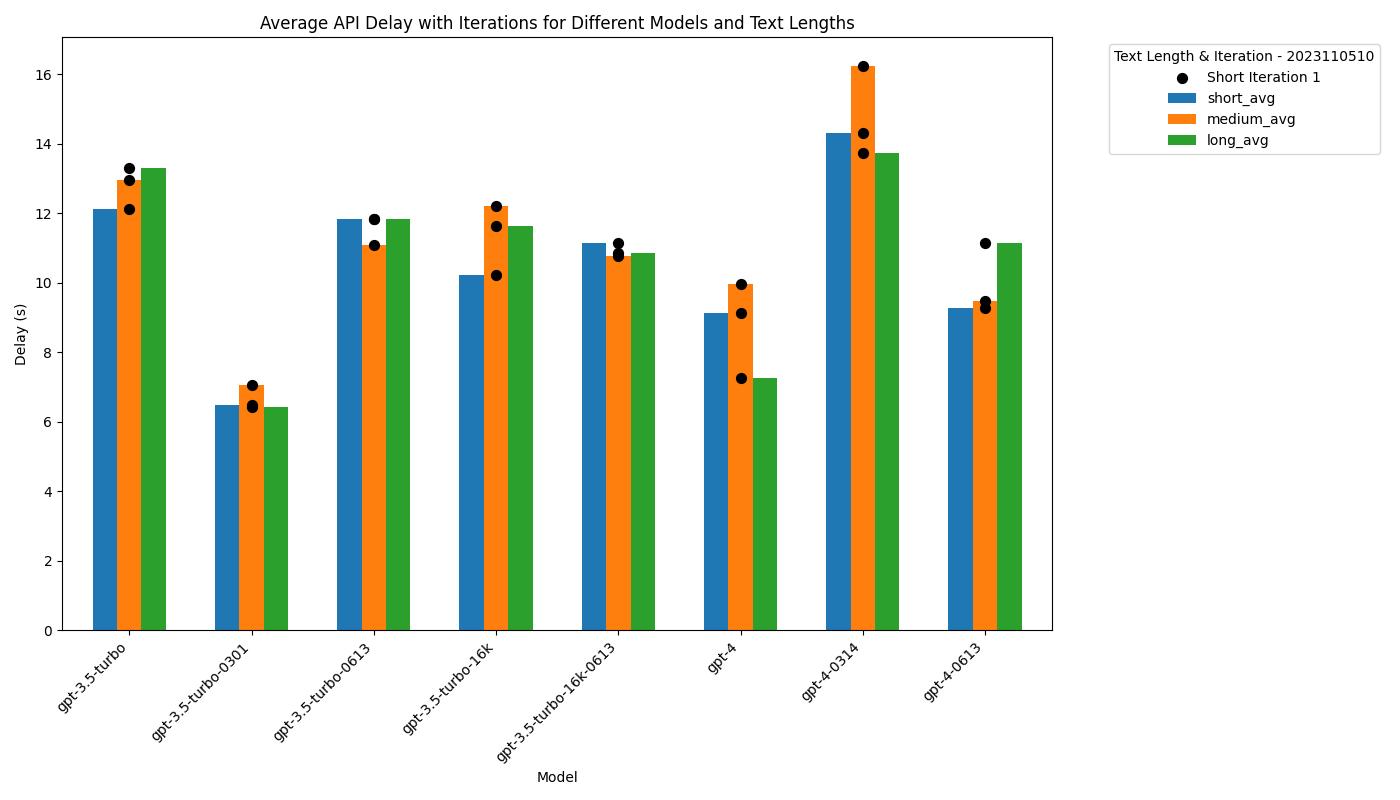 Average API Delay with Iterations for Different Models and Text Lengths
Text Length & Iteration - 2023110510
Short Iteration 1
short_avg
medium_avg
long_avg
Delay (s)
16
14
12
10
8
6
4
2
0
gpt-3.5-turbo
gpt-3.5-turbo-0301
gpt-3.5-turbo-0613
gpt-3.5-turbo-16k
gpt-3.5-turbo-16k-0613
gpt-4
gpt-4-0314
gpt-4-0613
Model